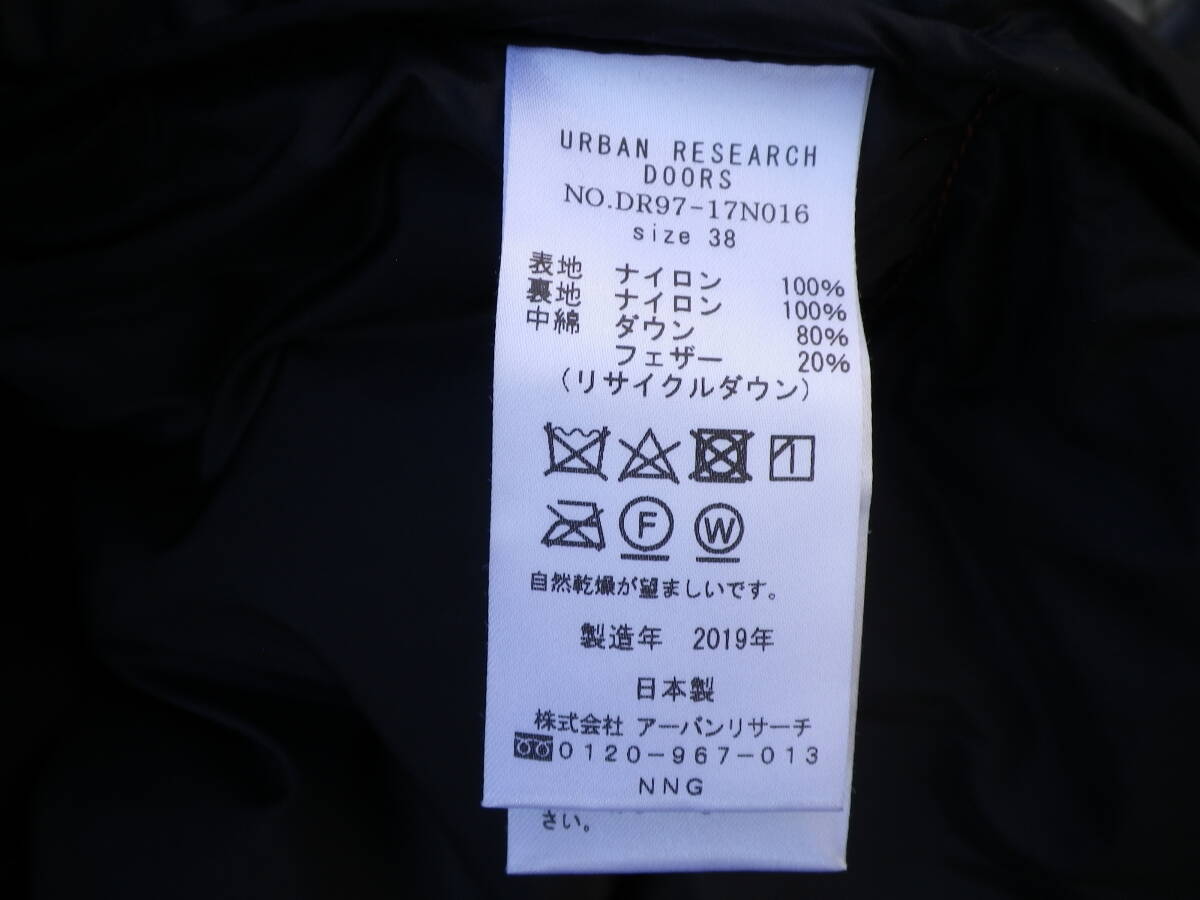 URBAN RESEARCH
DOORS
NO.DR97-17N016
size 38
表地 ナイロン 100%
裏地 ナイロン 100%
中綿 ダウン 80%
フェザー 20%
(リサイクルダウン)
F W
自然乾燥が望ましいです。
製造年 2019年
日本製
株式会社 アーバンリサーチ
0120-967-013
NNG
さい。